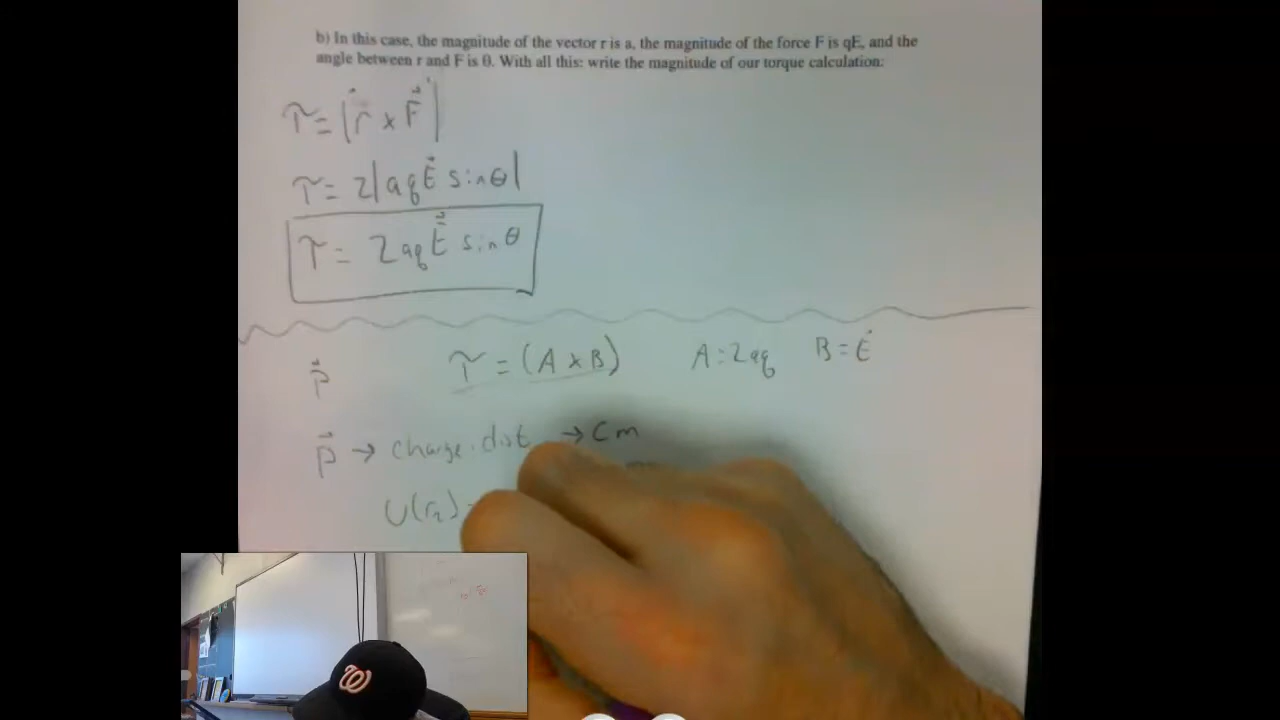 b) In this case, the magnitude of the vector r is a, the magnitude of the force F is qE, and the
angle between r and F is θ. With all this: write the magnitude of our torque calculation:
τ = |r⃗ × F⃗|
τ = 2|aqE⃗ sinθ|
τ = 2aqE⃗ sinθ
p⃗ τ = (A × B) A = 2aq B = E⃗
p⃗ → charge dist → Cm
U(r₂)
W